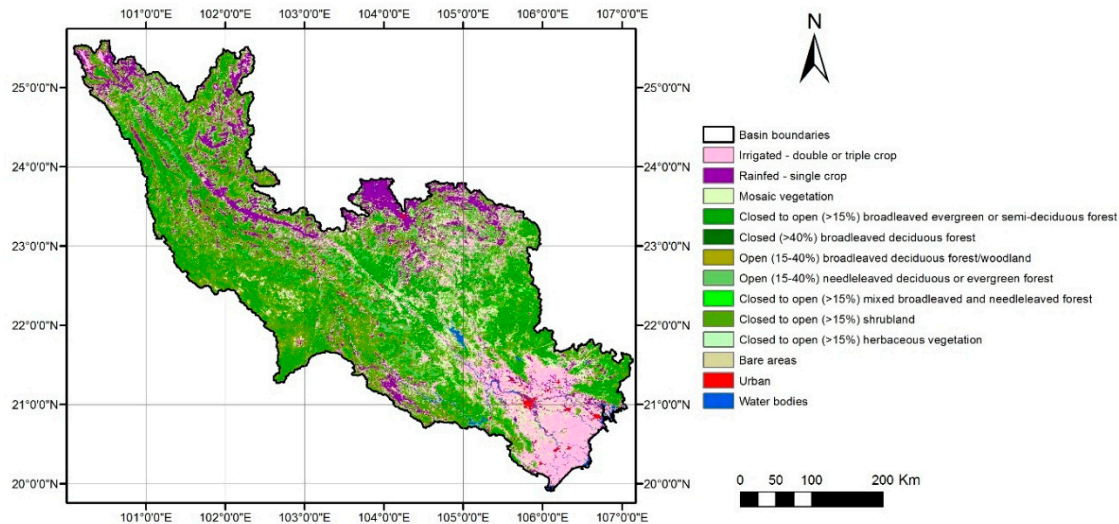 101°0'0"E 102°0'0"E 103°0'0"E 104°0'0"E 105°0'0"E 106°0'0"E 107°0'0"E
25°0'0"N 25°0'0"N
24°0'0"N 24°0'0"N
23°0'0"N 23°0'0"N
22°0'0"N 22°0'0"N
21°0'0"N 21°0'0"N
20°0'0"N 20°0'0"N
101°0'0"E 102°0'0"E 103°0'0"E 104°0'0"E 105°0'0"E 106°0'0"E 107°0'0"E
N
Basin boundaries
Irrigated - double or triple crop
Rainfed - single crop
Mosaic vegetation
Closed to open (>15%) broadleaved evergreen or semi-deciduous forest
Closed (>40%) broadleaved deciduous forest
Open (15-40%) broadleaved deciduous forest/woodland
Open (15-40%) needleleaved deciduous or evergreen forest
Closed to open (>15%) mixed broadleaved and needleleaved forest
Closed to open (>15%) shrubland
Closed to open (>15%) herbaceous vegetation
Bare areas
Urban
Water bodies
0 50 100 200 Km